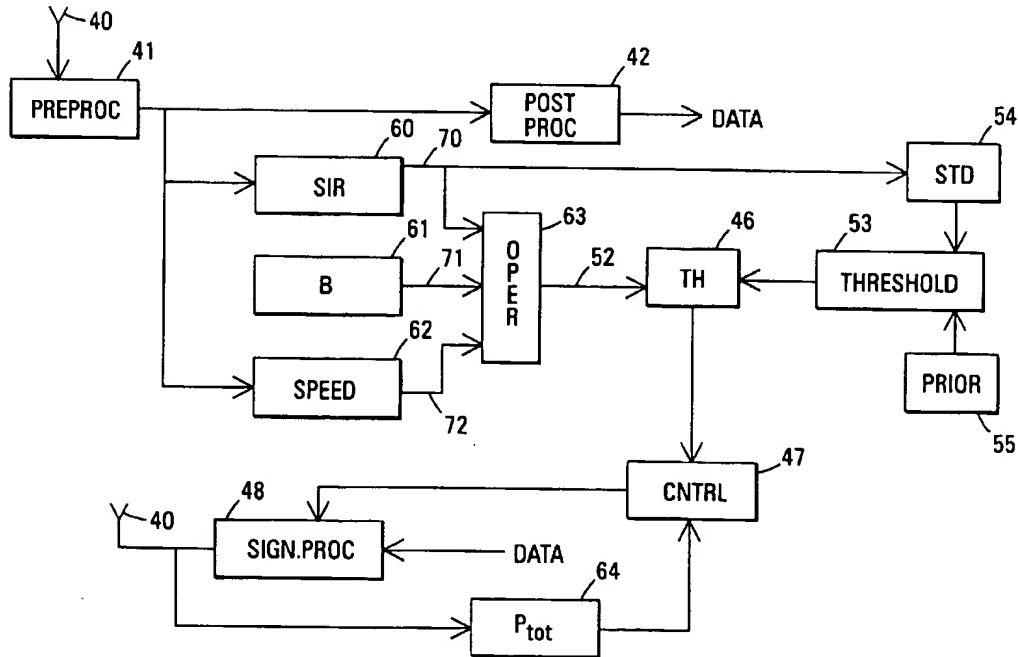 40
41
PREPROC
42
POST
PROC
DATA
60
70
SIR
54
STD
61
71
B
63
OPER
52
46
TH
53
THRESHOLD
62
SPEED
72
PRIOR
55
47
CNTRL
40
48
SIGN.PROC
DATA
64
Ptot